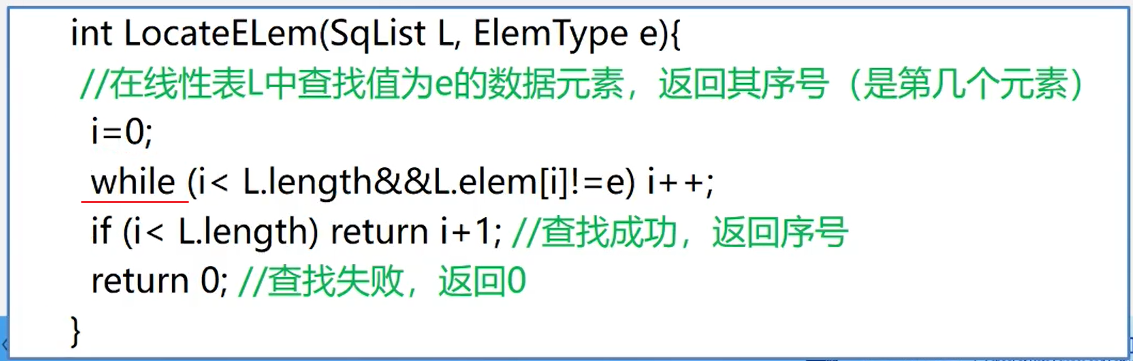 int LocateELem(SqList L, ElemType e){
//在线性表L中查找值为e的数据元素，返回其序号（是第几个元素）
i=0;
while (i< L.length&&L.elem[i]!=e) i++;
if (i< L.length) return i+1; //查找成功，返回序号
return 0; //查找失败，返回0
}